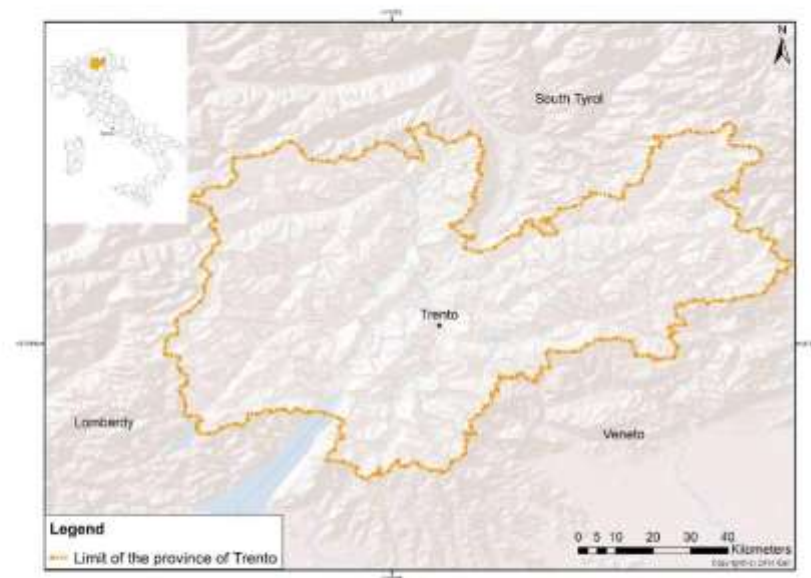 N
South Tyrol
Trento
Lombardy
Veneto
Legend
Limit of the province of Trento
0 5 10 20 30 40
Kilometers